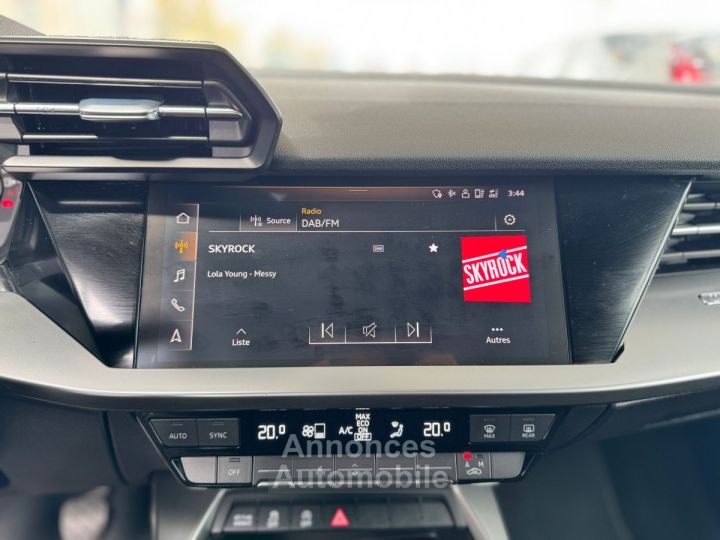 3:44
Source
Radio
DAB/FM
SKYROCK
DAB
SKYROCK
Lola Young - Messy
Liste
Autres
AUTO
SYNC
20.0
A/C
MAX
ECO
ON
OFF
20.0
MAX
REAR
OFF
A M
Annonces
Automobile